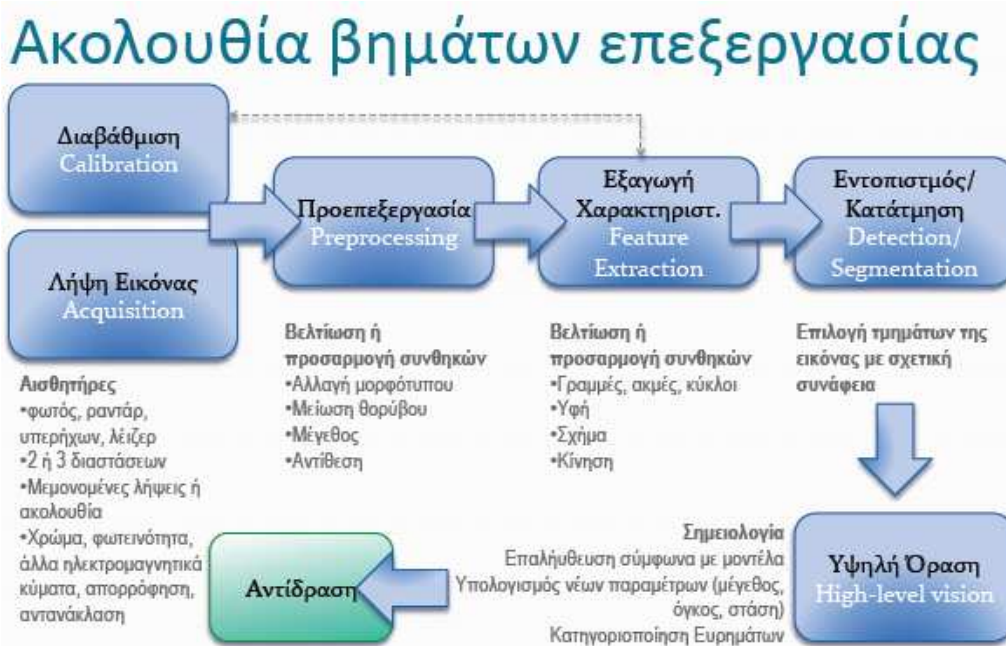 Ακολουθία βημάτων επεξεργασίας
Διαβάθμιση
Calibration
Λήψη Εικόνας
Acquisition
Αισθητήρες
•φωτός, ραντάρ,
υπερήχων, λέιζερ
•2 ή 3 διαστάσεων
•Μεμονομένες λήψεις ή
ακολουθία
•Χρώμα, φωτεινότητα,
άλλα ηλεκτρομαγνητικά
κύματα, απορρόφηση,
αντανάκλαση
Προεπεξεργασία
Preprocessing
Βελτίωση ή
προσαρμογή συνθηκών
•Αλλαγή μορφότυπου
•Μείωση θορύβου
•Μέγεθος
•Αντίθεση
Εξαγωγή
Χαρακτηριστ.
Feature
Extraction
Βελτίωση ή
προσαρμογή συνθηκών
•Γραμμές, ακμές, κύκλοι
•Υφή
•Σχήμα
•Κίνηση
Εντοπιστμός/
Κατάτμηση
Detection/
Segmentation
Επιλογή τμημάτων της
εικόνας με σχετική
συνάφεια
Υψηλή Όραση
High-level vision
Σημειολογία
Επαλήυθευση σύμφωνα με μοντέλα
Υπολογισμός νέων παραμέτρων (μέγεθος,
όγκος, στάση)
Κατηγοριοποίηση Ευρημάτων
Αντίδραση